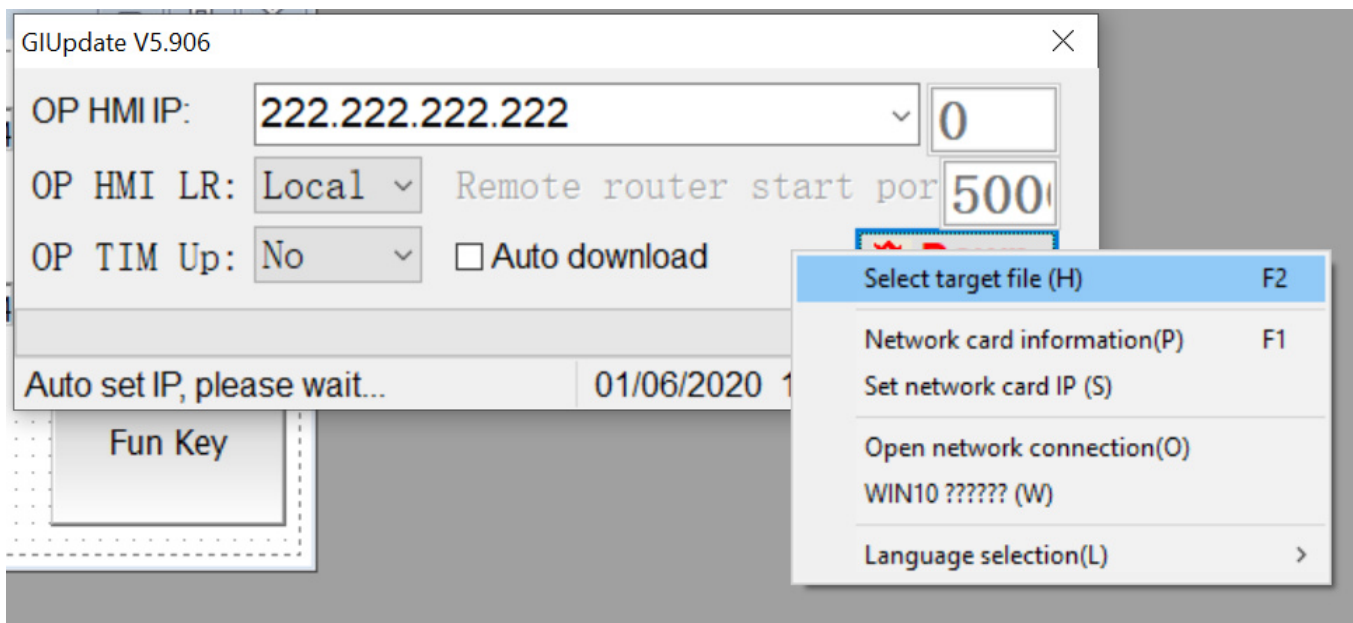 GIUpdate V5.906
OP HMI IP: 222.222.222.222 0
OP HMI LR: Local Remote router start por 5000
OP TIM Up: No Auto download
Select target file (H) F2
Network card information(P) F1
Auto set IP, please wait... 01/06/2020
Set network card IP (S)
Fun Key
Open network connection(O)
WIN10 ?????? (W)
Language selection(L)